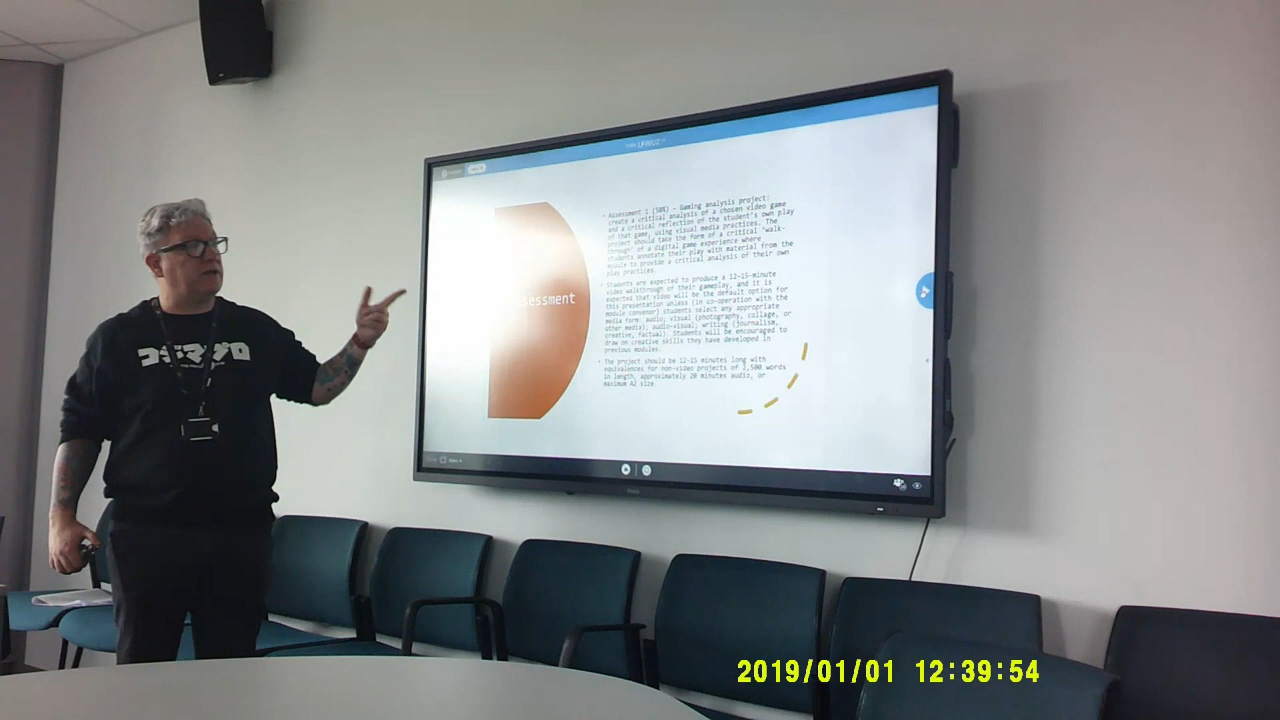 コジマプロ
ssessment
• Assessment 1 (50%) – Gaming analysis project:
create a critical analysis of a chosen video game
and a critical reflection of the student's own play
of that game, using visual media practices. The
project should take the form of a critical 'walk-
through' of a digital game experience where
students annotate their play with material from the
module to provide a critical analysis of their own
play practices.
• Students are expected to produce a 12-15-minute
video walkthrough of their gameplay, and it is
expected that video will be the default option for
this presentation unless (in co-operation with the
module convenor) students select any appropriate
media form: audio; visual (photography, collage, or
other media); audio-visual; writing (journalism,
creative, factual). Students will be encouraged to
draw on creative skills they have developed in
previous modules.
• The project should be 12-15 minutes long with
equivalences for non-video projects of 2,500 words
in length, approximately 20 minutes audio, or
maximum A2 size
2019/01/01 12:39:54